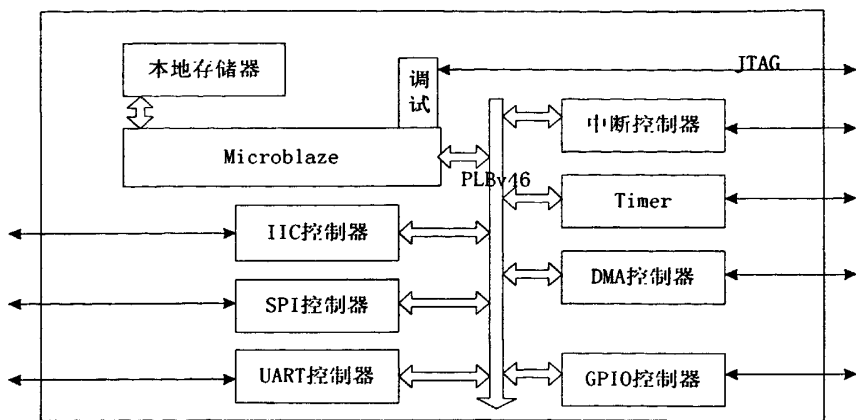 本地存储器
调试
JTAG
Microblaze
中断控制器
PLBv46
Timer
IIC控制器
DMA控制器
SPI控制器
UART控制器
GPIO控制器